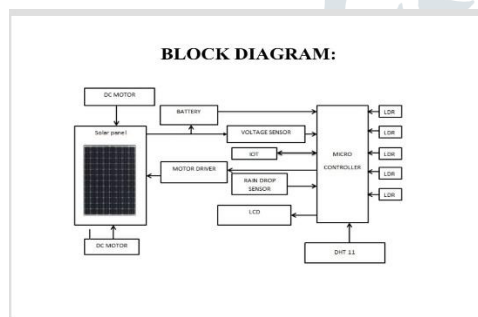 BLOCK DIAGRAM:
DC MOTOR
BATTERY
Solar panel
VOLTAGE SENSOR
IOT
MOTOR DRIVER
RAIN DROP
SENSOR
LCD
DC MOTOR
MICRO
CONTROLLER
LDR
LDR
LDR
LDR
LDR
DHT 11